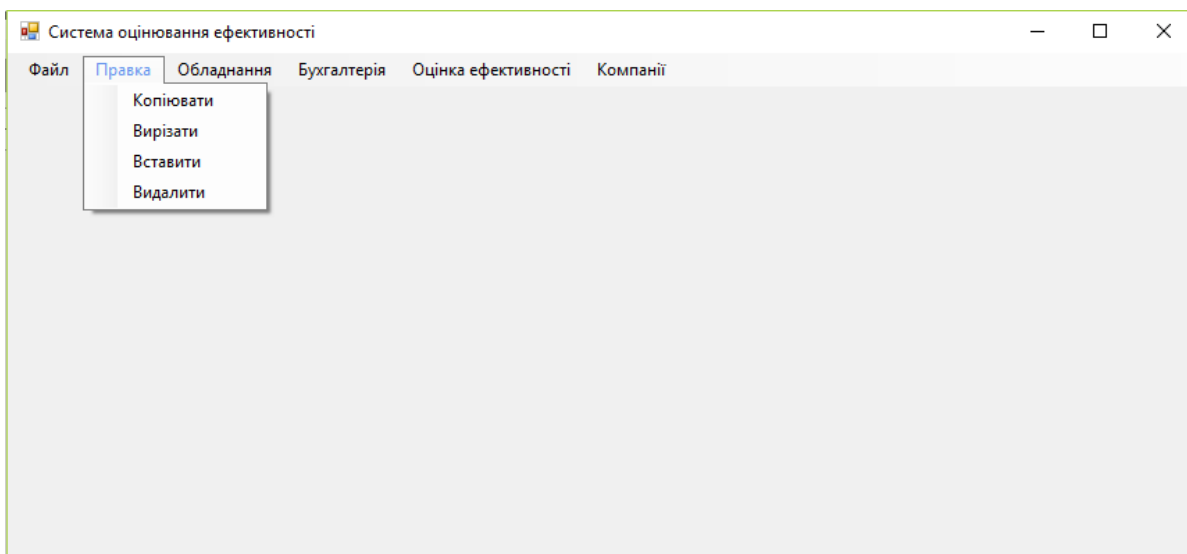 Система оцінювання ефективності
Файл Правка Обладнання Бухгалтерія Оцінка ефективності Компанії
Копіювати
Вирізати
Вставити
Видалити